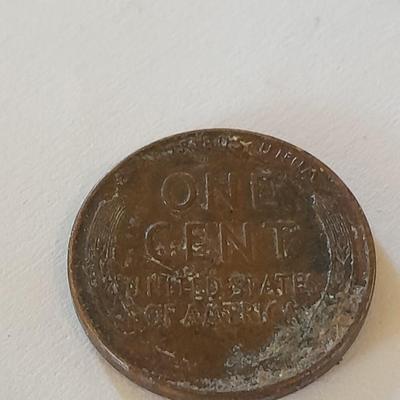 ONE
CENT
UNITED STATES
OF AMERICA